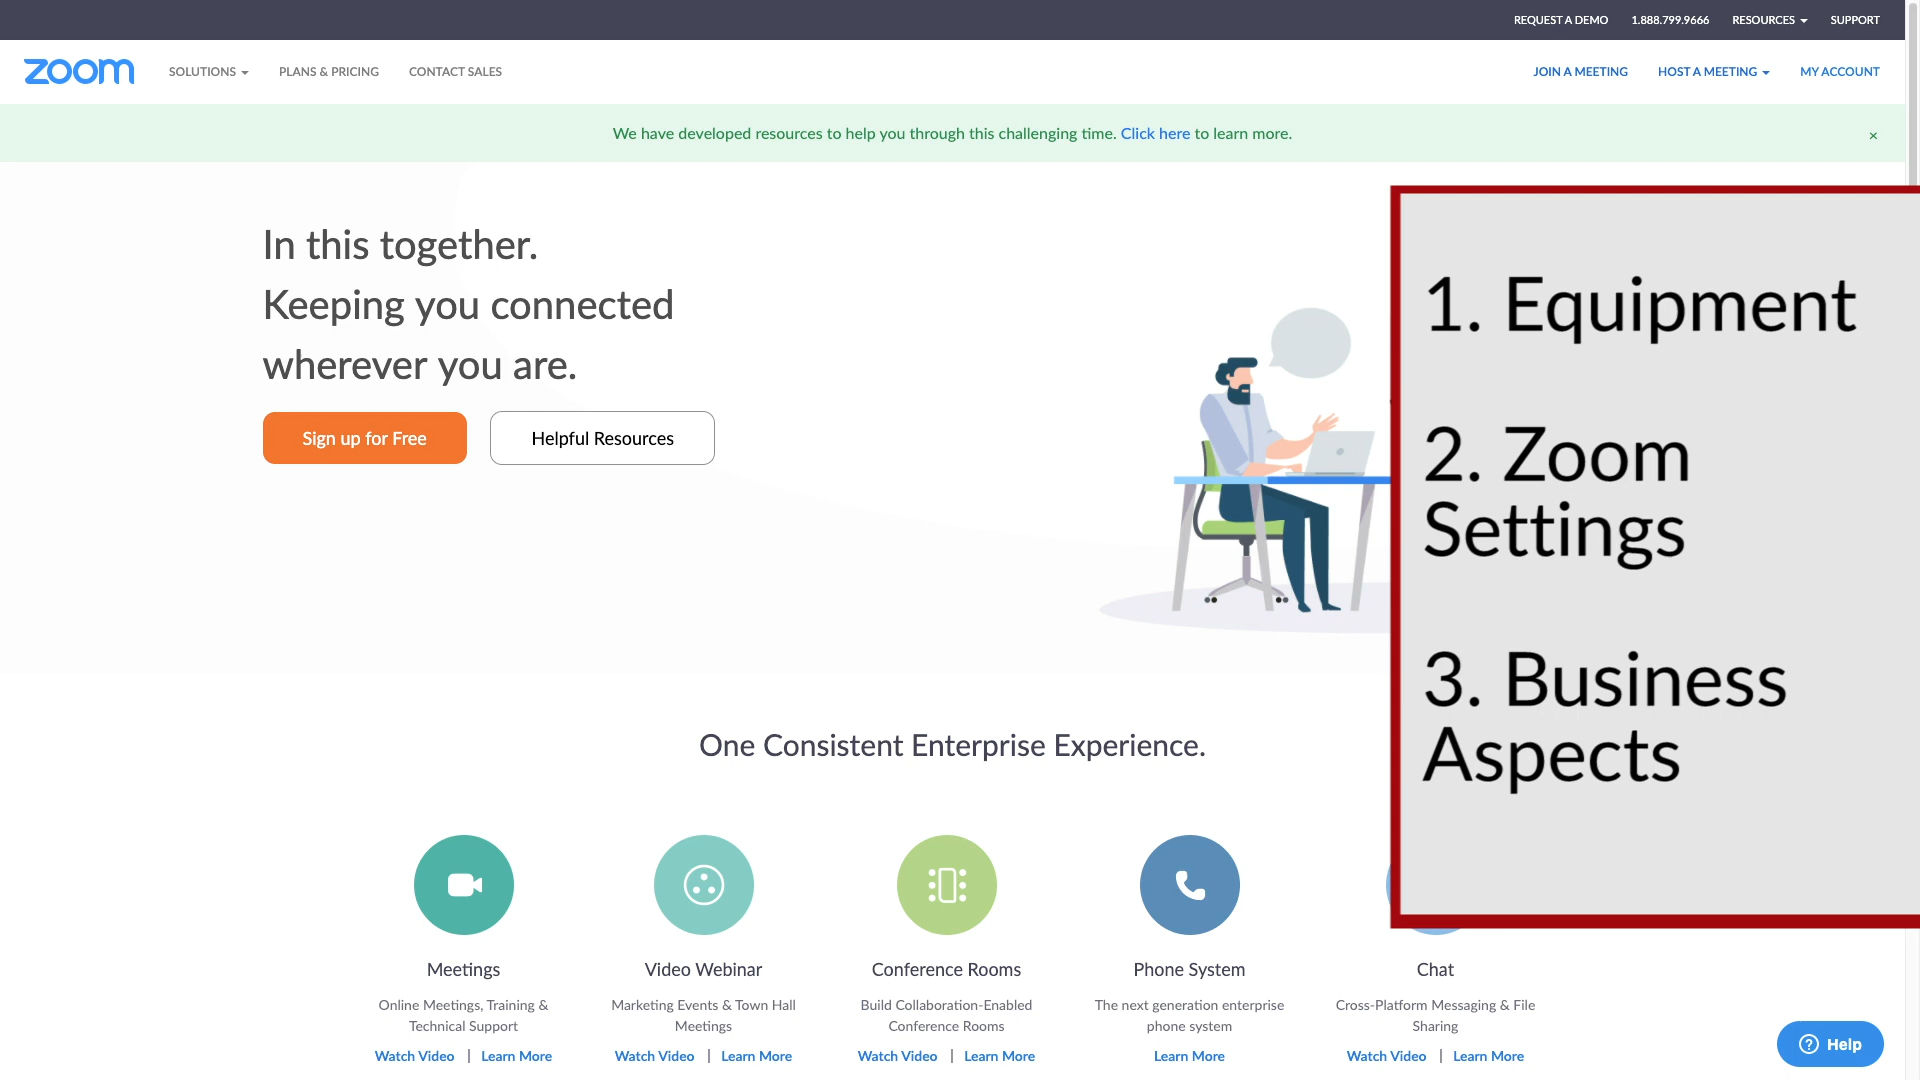 REQUEST A DEMO 1.888.799.9666 RESOURCES SUPPORT
zoom SOLUTIONS PLANS & PRICING CONTACT SALES JOIN A MEETING HOST A MEETING MY ACCOUNT
We have developed resources to help you through this challenging time. Click here to learn more. ×
In this together.
Keeping you connected
wherever you are.
Sign up for Free Helpful Resources
1. Equipment
2. Zoom
Settings
3. Business
Aspects
One Consistent Enterprise Experience.
Meetings
Online Meetings, Training &
Technical Support
Watch Video | Learn More
Video Webinar
Marketing Events & Town Hall
Meetings
Watch Video | Learn More
Conference Rooms
Build Collaboration-Enabled
Conference Rooms
Watch Video | Learn More
Phone System
The next generation enterprise
phone system
Learn More
Chat
Cross-Platform Messaging & File
Sharing
Watch Video | Learn More
? Help